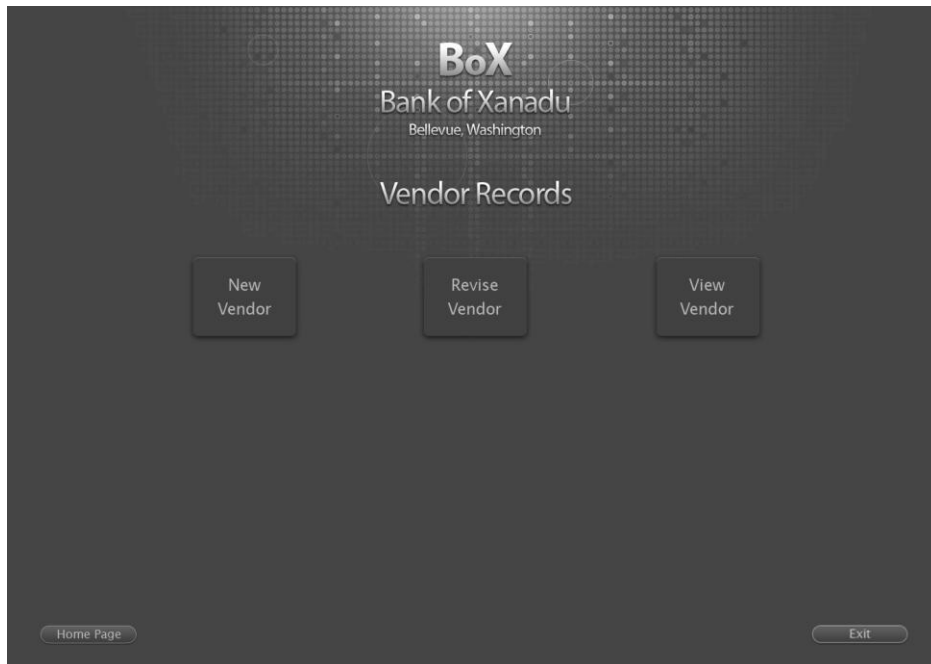 BoX
Bank of Xanadu
Bellevue, Washington
Vendor Records
New
Vendor
Revise
Vendor
View
Vendor
Home Page
Exit